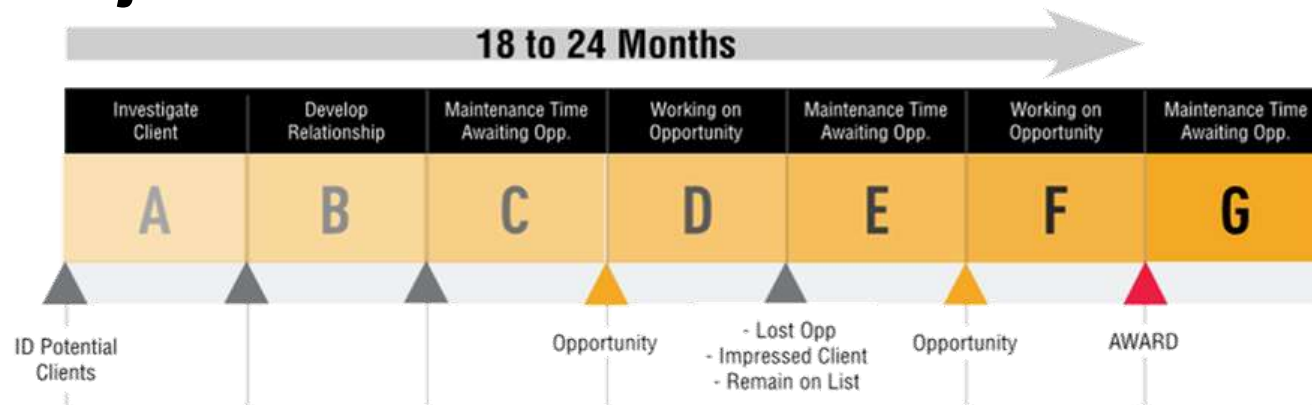 18 to 24 Months
Investigate
Client
Develop
Relationship
Maintenance Time
Awaiting Opp.
Working on
Opportunity
Maintenance Time
Awaiting Opp.
Working on
Opportunity
Maintenance Time
Awaiting Opp.
A
B
C
D
E
F
G
ID Potential
Clients
Opportunity
- Lost Opp
- Impressed Client
- Remain on List
Opportunity
AWARD